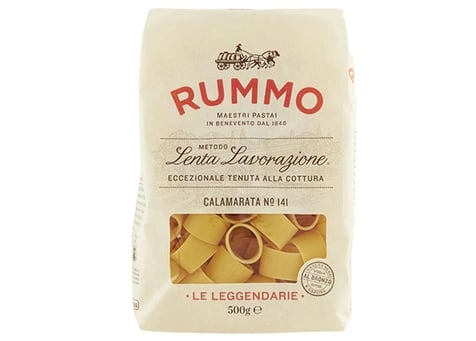 RUMMO
MAESTRI PASTAI
IN BENEVENTO DAL 1846
METODO
Lenta Lavorazione®
ECCEZIONALE TENUTA ALLA COTTURA
CALAMARATA Nº 141
AL BRONZO
• LE LEGGENDARIE •
500g ℮